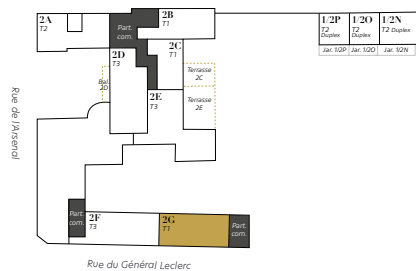 2A
T2
Part.
com.
2B
T1
1/2P
T2
Duplex
1/2O
T2
Duplex
1/2N
T2 Duplex
Jar. 1/2P
Jar. 1/2O
Jar. 1/2N
2D
T3
2C
T1
Bal.
2D
Terrasse
2C
2E
T3
Terrasse
2E
Rue de l'Arsenal
Part.
com.
2F
T3
2G
T1
Part.
com.
Rue du Général Leclerc